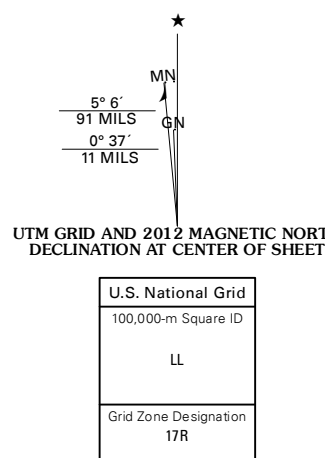 ★
MN
GN
5° 6´
91 MILS
0° 37´
11 MILS
UTM GRID AND 2012 MAGNETIC NORT
DECLINATION AT CENTER OF SHEET
U.S. National Grid
100,000-m Square ID
LL
Grid Zone Designation
17R